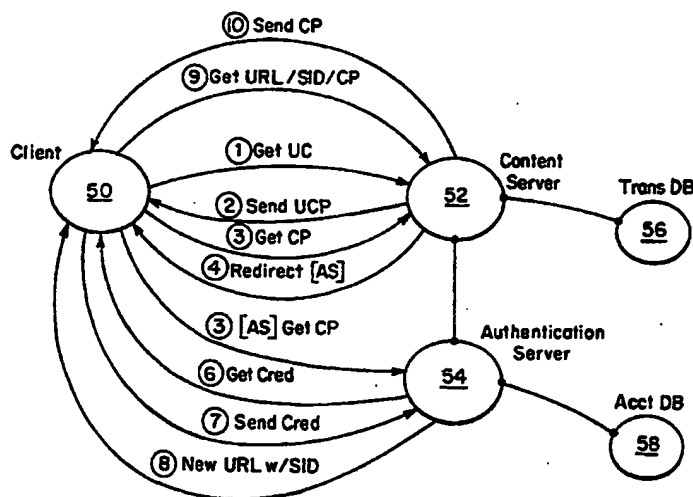 ⑩ Send CP
⑨ Get URL/SID/CP
Client
① Get UC
Content
Server
50
52
Trans DB
② Send UCP
56
③ Get CP
④ Redirect [AS]
③ [AS] Get CP
Authentication
Server
⑥ Get Cred
54
Acct DB
⑦ Send Cred
58
⑧ New URL w/SID